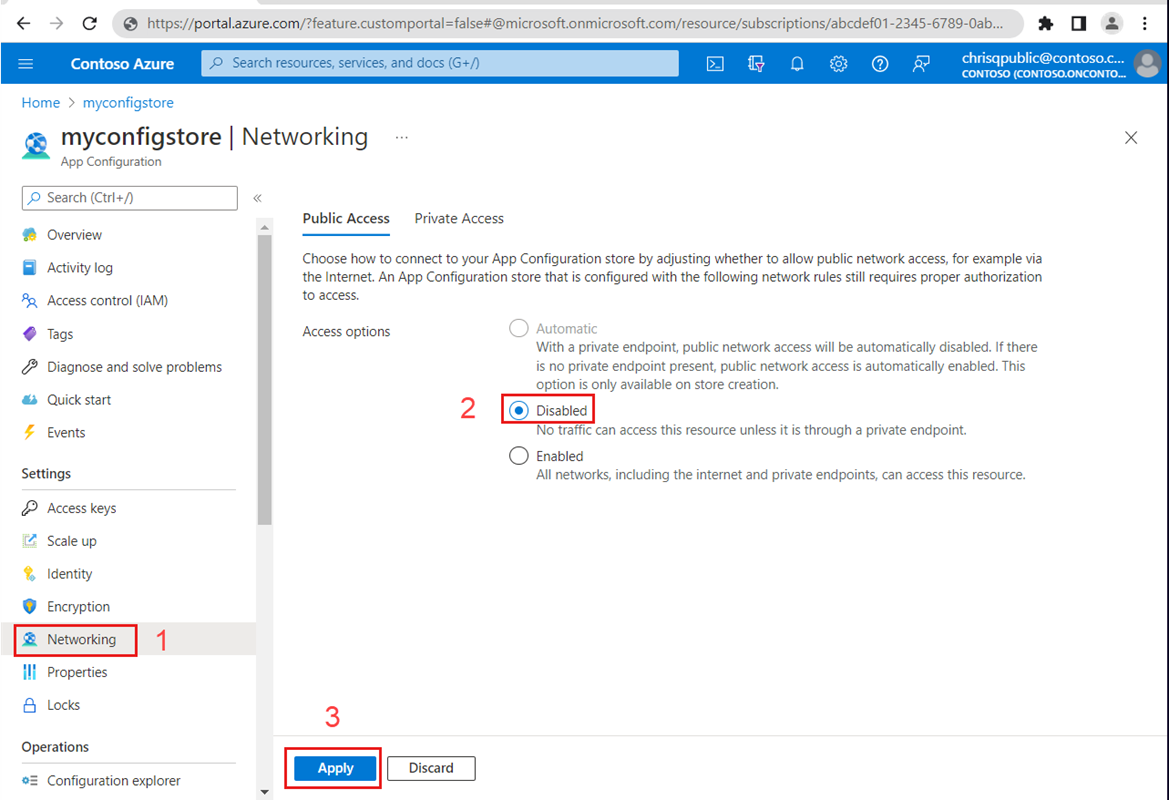 https://portal.azure.com/?feature.customportal=false#@microsoft.onmicrosoft.com/resource/subscriptions/abcdef01-2345-6789-0ab...
Contoso Azure
Search resources, services, and docs (G+/)
chrisqpublic@contoso.c...
CONTOSO (CONTOSO.ONCONTO...
Home > myconfigstore
myconfigstore | Networking ...
App Configuration
Search (Ctrl+/)
«
Overview
Activity log
Access control (IAM)
Tags
Diagnose and solve problems
Quick start
Events
Settings
Access keys
Scale up
Identity
Encryption
Networking
1
Properties
Locks
Operations
Configuration explorer
Public Access
Private Access
Choose how to connect to your App Configuration store by adjusting whether to allow public network access, for example via
the Internet. An App Configuration store that is configured with the following network rules still requires proper authorization
to access.
Access options
Automatic
With a private endpoint, public network access will be automatically disabled. If there
is no private endpoint present, public network access is automatically enabled. This
option is only available on store creation.
2
Disabled
No traffic can access this resource unless it is through a private endpoint.
Enabled
All networks, including the internet and private endpoints, can access this resource.
3
Apply
Discard